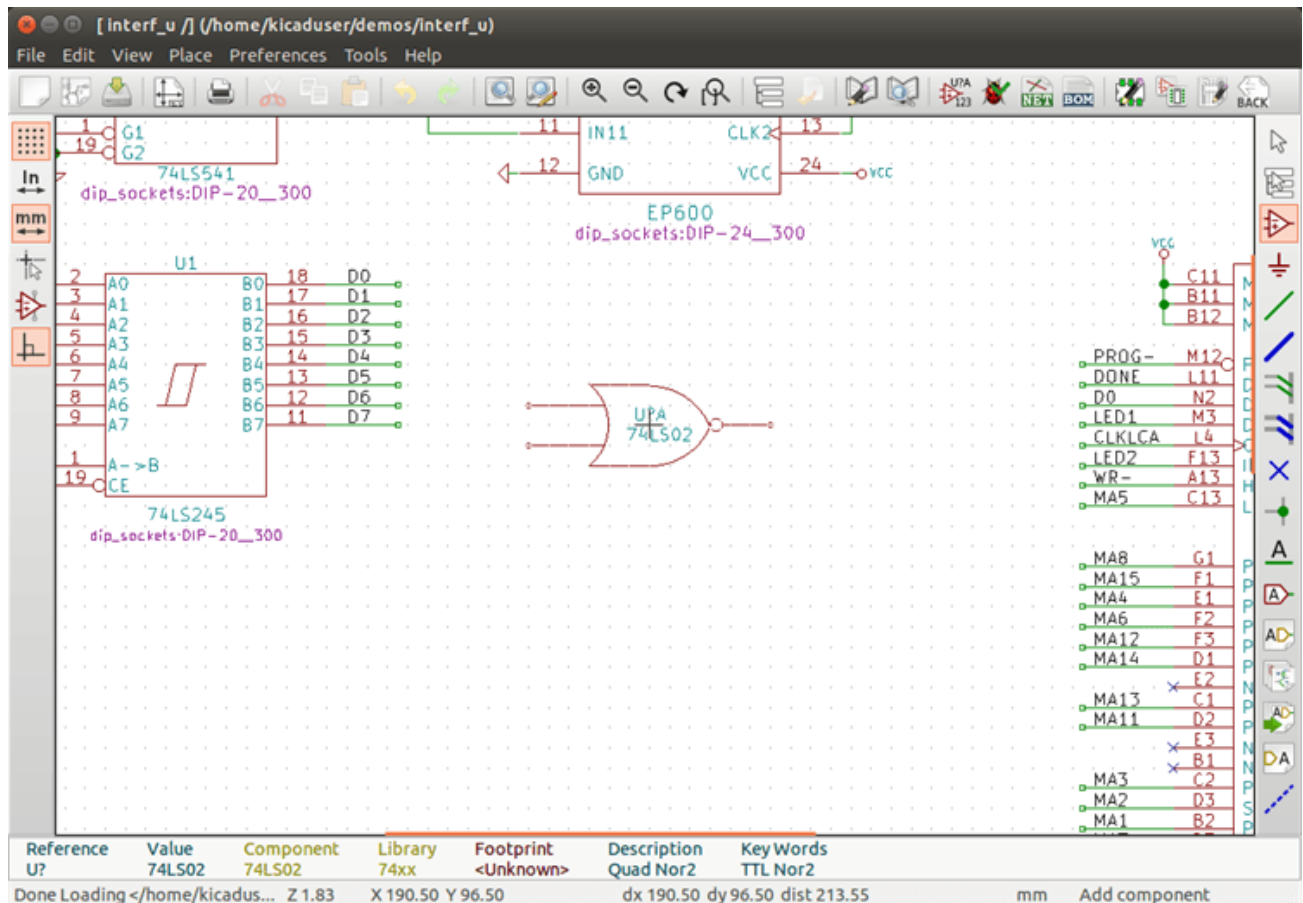 [ interf_u /] (/home/kicaduser/demos/interf_u)
File Edit View Place Preferences Tools Help
U?A
123
NET
BOM
BACK
In
mm
1 G1
19 G2
74LS541
dip_sockets:DIP-20__300
11 IN11 CLK2 13
12 GND VCC 24 VCC
EP600
dip_sockets:DIP-24__300
U1
2 A0 B0 18 D0
3 A1 B1 17 D1
4 A2 B2 16 D2
5 A3 B3 15 D3
6 A4 B4 14 D4
7 A5 B5 13 D5
8 A6 B6 12 D6
9 A7 B7 11 D7
1 A->B
19 CE
74LS245
dip_sockets:DIP-20__300
U?A
74LS02
VCC
C11
B11
B12
PROG- M12
DONE L11
D0 N2
LED1 M3
CLKLCA L4
LED2 F13
WR- A13
MA5 C13
MA8 G1
MA15 F1
MA4 E1
MA6 F2
MA12 F3
MA14 D1
E2
MA13 C1
MA11 D2
E3
B1
MA3 C2
MA2 D3
MA1 B2
A
A
AD
AD
DA
Reference Value Component Library Footprint Description Key Words
U? 74LS02 74LS02 74xx <Unknown> Quad Nor2 TTL Nor2
Done Loading </home/kicadus... Z 1.83 X 190.50 Y 96.50 dx 190.50 dy 96.50 dist 213.55 mm Add component